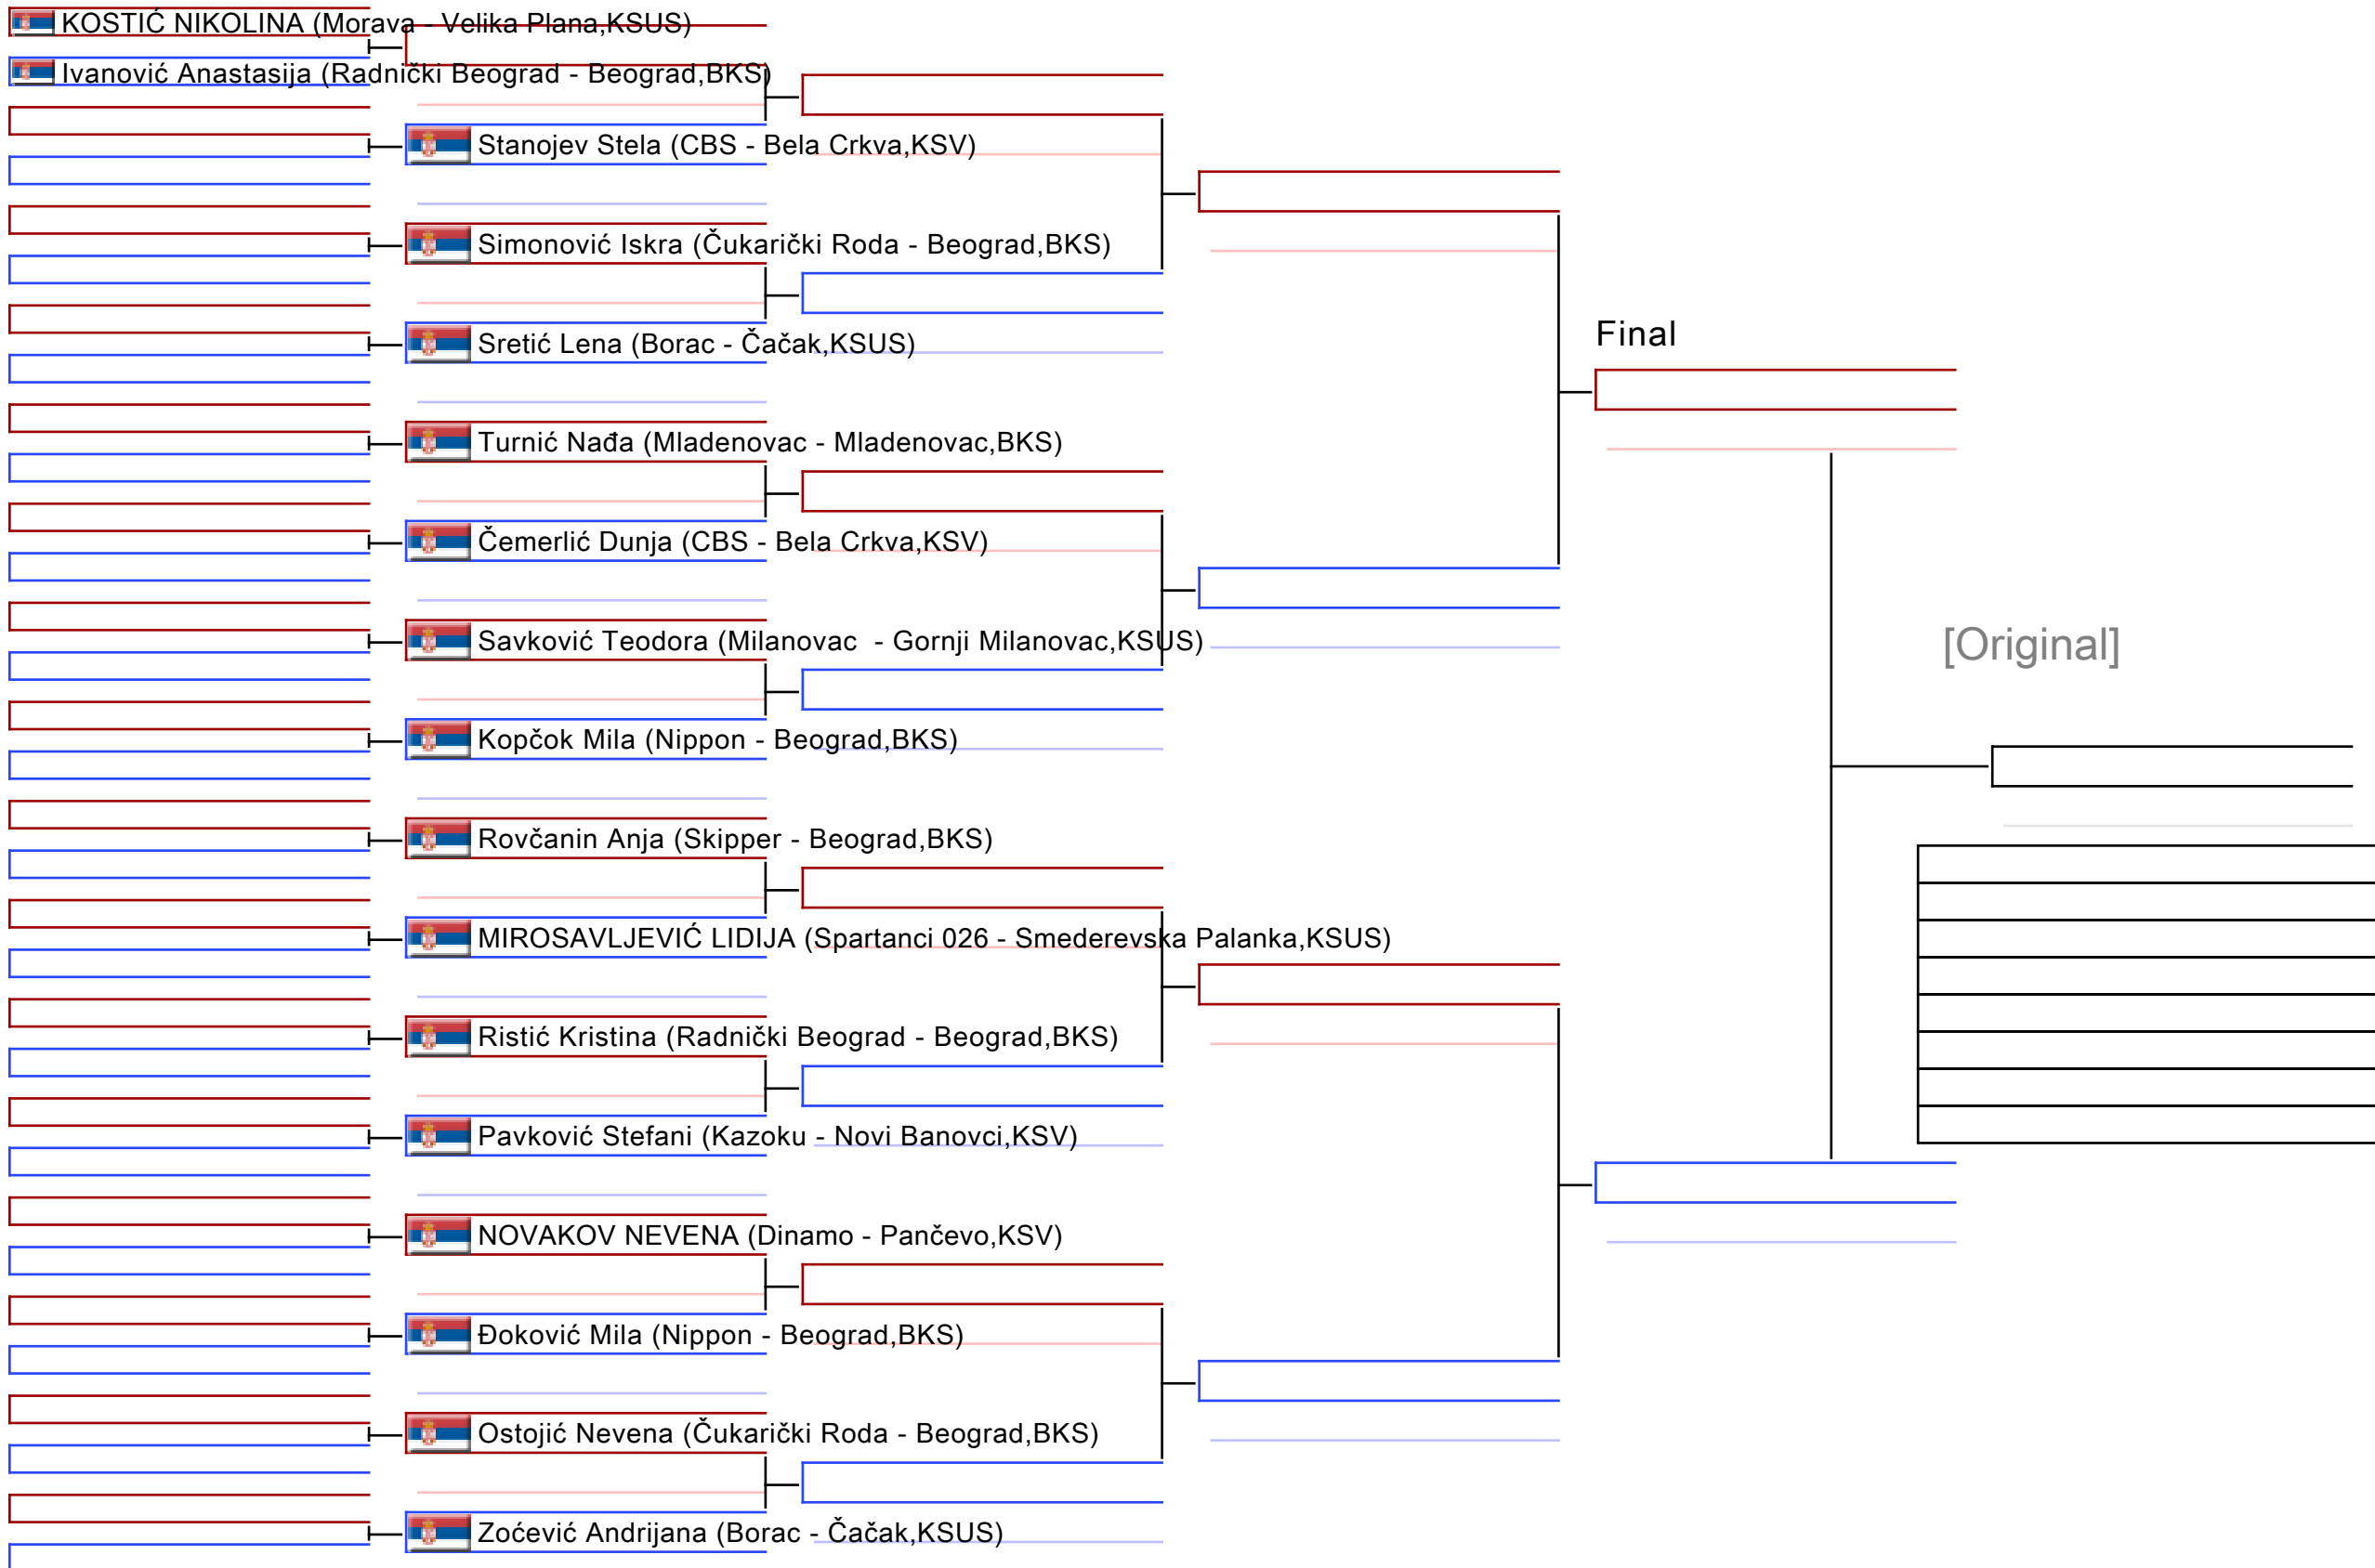 KOSTIĆ NIKOLINA (Morava - Velika Plana,KSUS)
Ivanović Anastasija (Radnički Beograd - Beograd,BKS)
Stanojev Stela (CBS - Bela Crkva,KSV)
Simonović Iskra (Čukarički Roda - Beograd,BKS)
Sretić Lena (Borac - Čačak,KSUS)
Final
Turnić Nađa (Mladenovac - Mladenovac,BKS)
Čemerlić Dunja (CBS - Bela Crkva,KSV)
Savković Teodora (Milanovac  - Gornji Milanovac,KSUS)
[Original]
Kopčok Mila (Nippon - Beograd,BKS)
Rovčanin Anja (Skipper - Beograd,BKS)
MIROSAVLJEVIĆ LIDIJA (Spartanci 026 - Smederevska Palanka,KSUS)
Ristić Kristina (Radnički Beograd - Beograd,BKS)
Pavković Stefani (Kazoku - Novi Banovci,KSV)
NOVAKOV NEVENA (Dinamo - Pančevo,KSV)
Đoković Mila (Nippon - Beograd,BKS)
Ostojić Nevena (Čukarički Roda - Beograd,BKS)
Zoćević Andrijana (Borac - Čačak,KSUS)